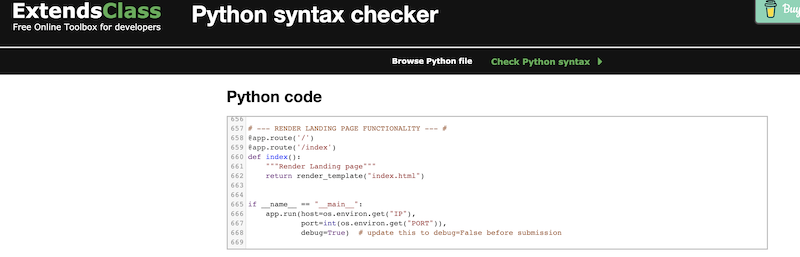 ExtendsClass
Free Online Toolbox for developers
Python syntax checker
Buy
Browse Python file
Check Python syntax
Python code
656
657 # --- RENDER LANDING PAGE FUNCTIONALITY --- #
658 @app.route('/')
659 @app.route('/index')
660 def index():
661     """Render Landing page"""
662     return render_template("index.html")
663
664
665 if __name__ == "__main__":
666     app.run(host=os.environ.get("IP"),
667             port=int(os.environ.get("PORT")),
668             debug=True)  # update this to debug=False before submission
669